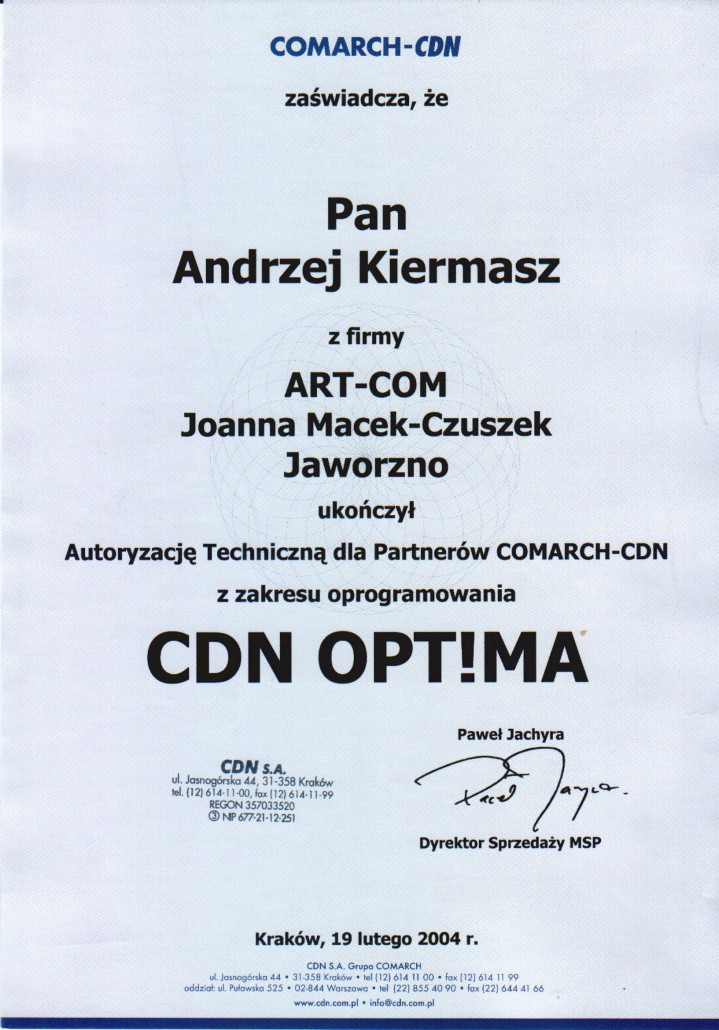 COMARCH-CDN
zaświadcza, że
Pan
Andrzej Kiermasz
z firmy
ART-COM
Joanna Macek-Czuszek
Jaworzno
ukończył
Autoryzację Techniczną dla Partnerów COMARCH-CDN
z zakresu oprogramowania
CDN OPT!MA
Paweł Jachyra
CDN S.A.
ul. Jasnogórska 44, 31-358 Kraków
tel. (12) 614-11-00, fax (12) 614-11-99
REGON 357033520
③ NIP 677-21-12-251
Paweł Jachyra
Dyrektor Sprzedaży MSP
Kraków, 19 lutego 2004 r.
CDN S.A. Grupa COMARCH
ul. Jasnogórska 44 • 31-358 Kraków • tel (12) 614 11 00 • fax (12) 614 11 99
oddział: ul. Puławska 525 • 02-844 Warszawa • tel (22) 855 40 90 • fax (22) 644 41 66
www.cdn.com.pl • info@cdn.com.pl